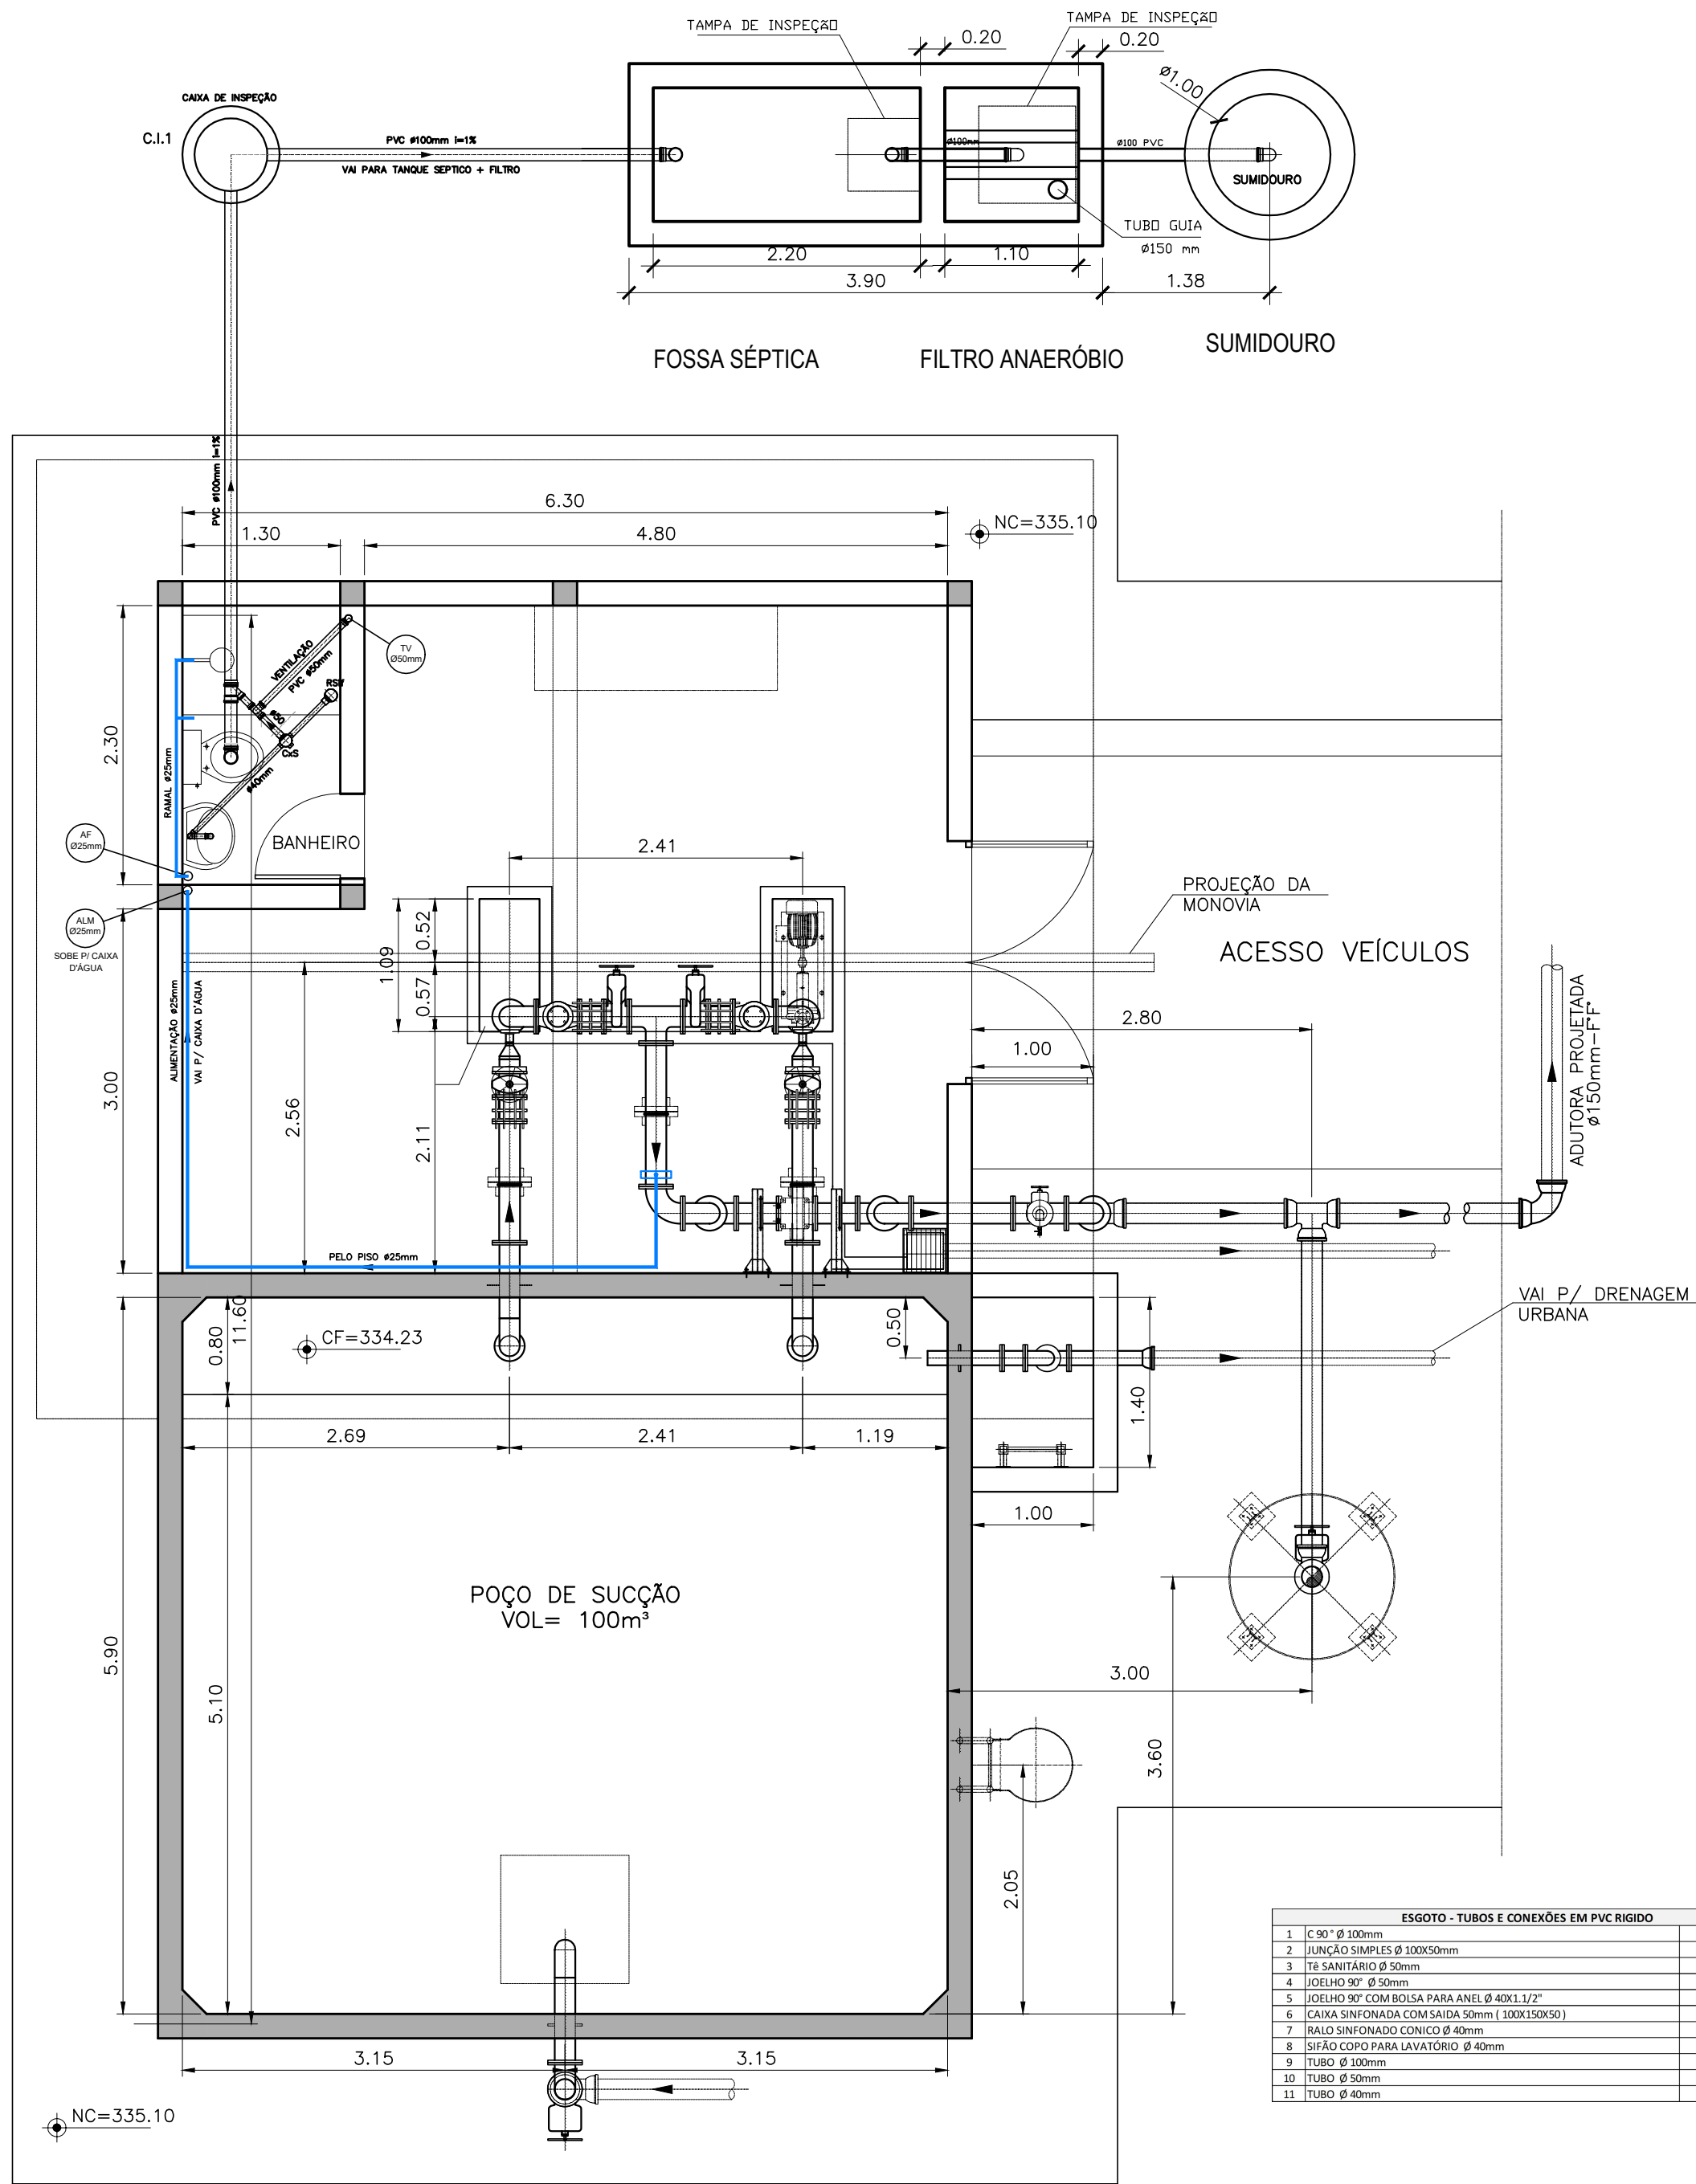 TAMPA DE INSPEÇÃO
TAMPA DE INSPEÇÃO
0.20
0.20
Ø1.00
CAIXA DE INSPEÇÃO
C.I.1
PVC Ø100mm i=1%
VAI PARA TANQUE SEPTICO + FILTRO
Ø100mm
Ø100 PVC
SUMIDOURO
TUBO GUIA
Ø150 mm
2.20
1.10
3.90
1.38
FOSSA SÉPTICA
FILTRO ANAERÓBIO
SUMIDOURO
PVC Ø100mm i=1%
6.30
NC=335.10
1.30
4.80
VENTILAÇÃO
PVC Ø50mm
TV
Ø50mm
RSif
Ø50
CxS
Ø40mm
2.30
RAMAL Ø25mm
AF
Ø25mm
BANHEIRO
2.41
ALM
Ø25mm
SOBE P/ CAIXA
D'ÁGUA
PROJEÇÃO DA
MONOVIA
ACESSO VEÍCULOS
0.52
1.09
0.57
ALIMENTAÇÃO Ø25mm
VAI P/ CAIXA D'ÁGUA
2.80
1.00
ADUTORA PROJETADA
Ø150mm-FºFº
3.00
2.56
2.11
PELO PISO Ø25mm
VAI P/ DRENAGEM
URBANA
11.60
0.80
CF=334.23
0.50
1.40
2.69
2.41
1.19
1.00
POÇO DE SUCÇÃO
VOL= 100m³
5.90
5.10
3.00
3.60
2.05
3.15
3.15
NC=335.10
ESGOTO - TUBOS E CONEXÕES EM PVC RIGIDO
1 C 90 ° Ø 100mm
2 JUNÇÃO SIMPLES Ø 100X50mm
3 Tê SANITÁRIO Ø 50mm
4 JOELHO 90° Ø 50mm
5 JOELHO 90° COM BOLSA PARA ANEL Ø 40X1.1/2"
6 CAIXA SINFONADA COM SAIDA 50mm ( 100X150X50 )
7 RALO SINFONADO CONICO Ø 40mm
8 SIFÃO COPO PARA LAVATÓRIO Ø 40mm
9 TUBO Ø 100mm
10 TUBO Ø 50mm
11 TUBO Ø 40mm